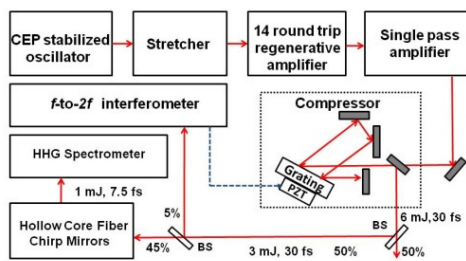 CEP stabilized
oscillator
Stretcher
14 round trip
regenerative
amplifier
Single pass
amplifier
f-to-2f interferometer
Compressor
Grating
PZT
HHG Spectrometer
1 mJ, 7.5 fs
Hollow Core Fiber
Chirp Mirrors
5%
45%
BS
3 mJ, 30 fs
50%
BS
6 mJ,30 fs
50%